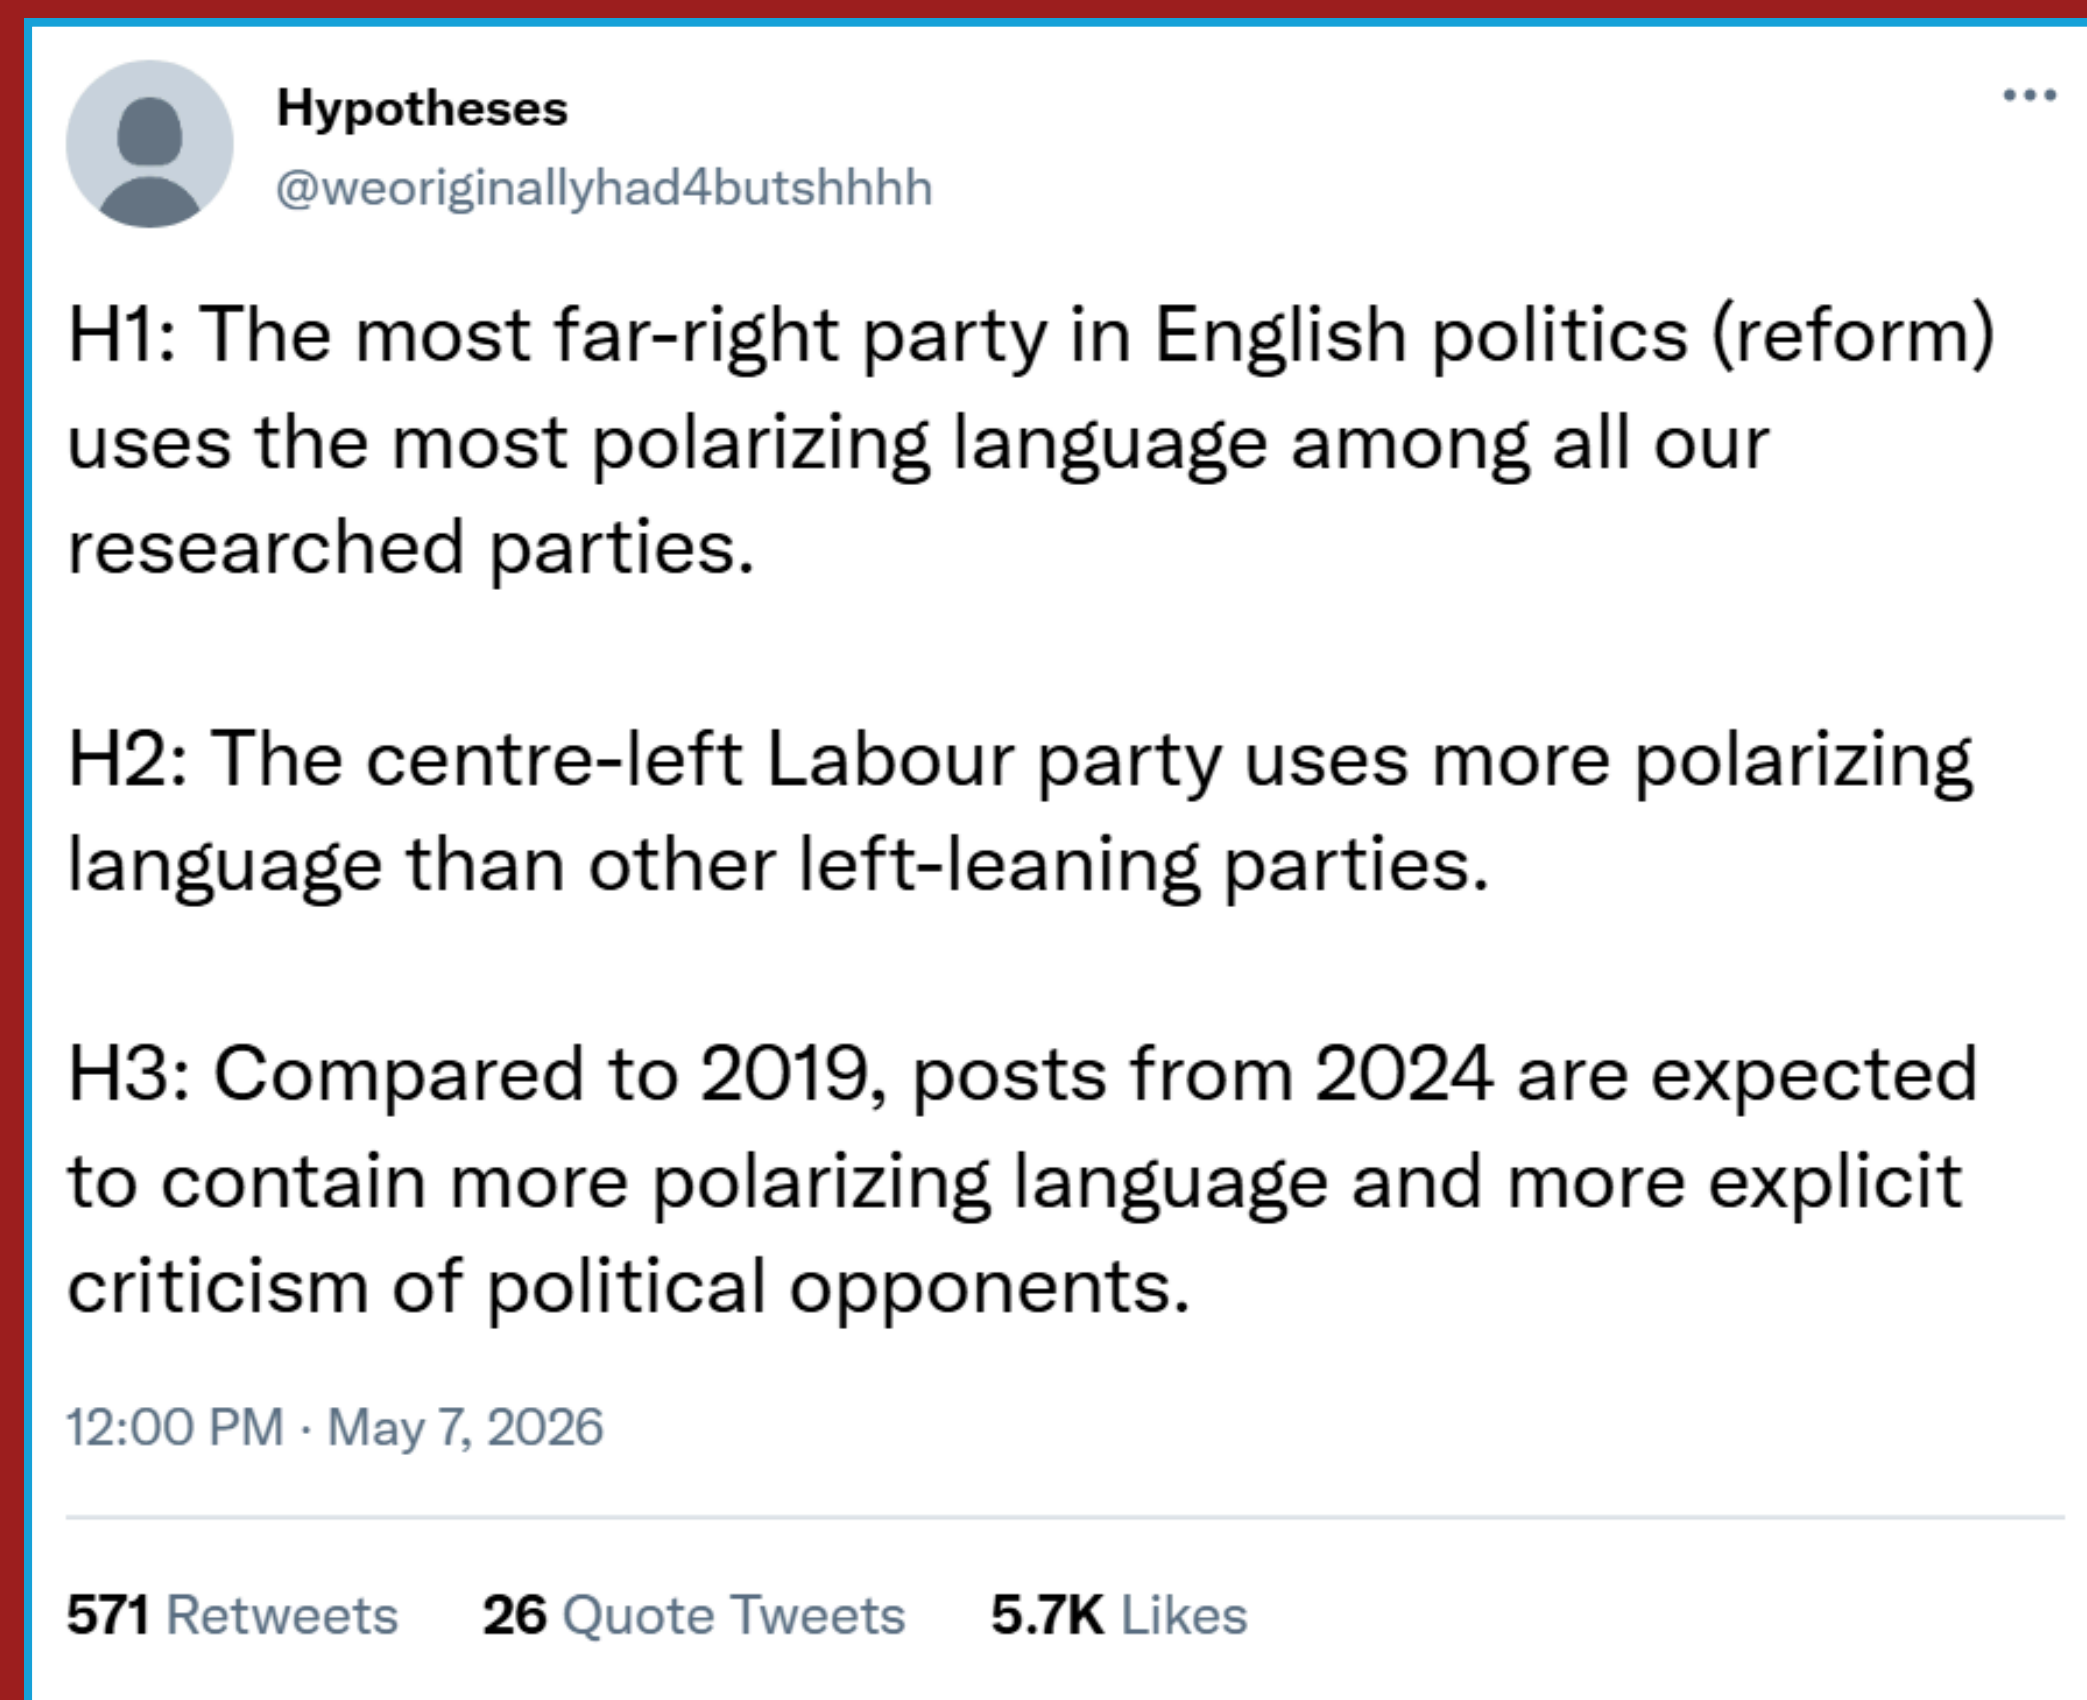 Hypotheses
@weoriginallyhad4butshhhh
H1: The most far-right party in English politics (reform)
uses the most polarizing language among all our
researched parties.
H2: The centre-left Labour party uses more polarizing
language than other left-leaning parties.
H3: Compared to 2019, posts from 2024 are expected
to contain more polarizing language and more explicit
criticism of political opponents.
12:00 PM · May 7, 2026
571 Retweets 26 Quote Tweets 5.7K Likes